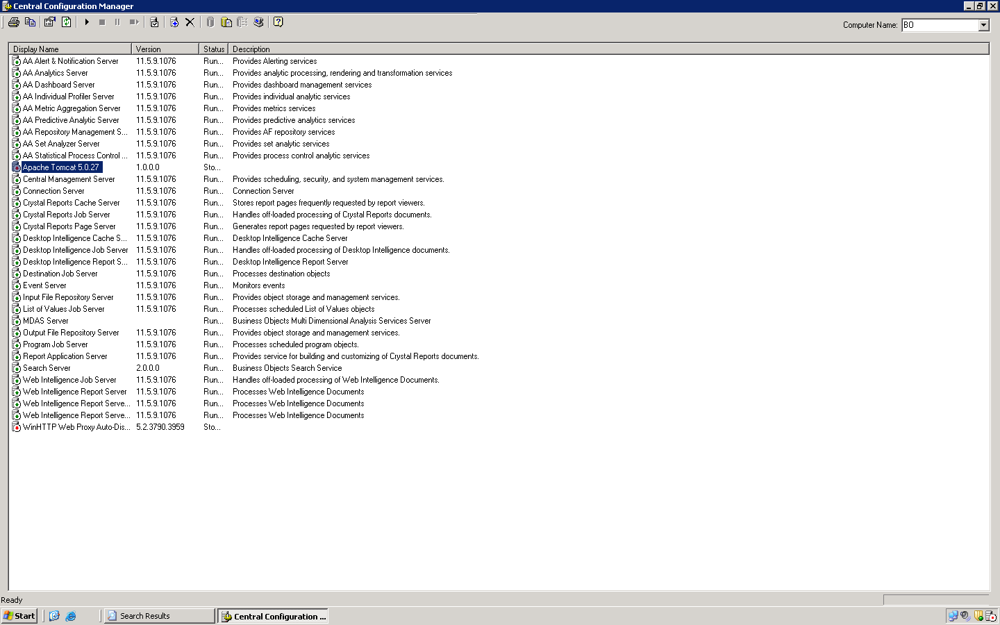 Central Configuration Manager
Computer Name: BO
Display Name Version Status Description
AA Alert & Notification Server 11.5.9.1076 Run... Provides Alerting services
AA Analytics Server 11.5.9.1076 Run... Provides analytic processing, rendering and transformation services
AA Dashboard Server 11.5.9.1076 Run... Provides dashboard management services
AA Individual Profiler Server 11.5.9.1076 Run... Provides individual analytic services
AA Metric Aggregation Server 11.5.9.1076 Run... Provides metrics services
AA Predictive Analytic Server 11.5.9.1076 Run... Provides predictive analytics services
AA Repository Management S... 11.5.9.1076 Run... Provides AF repository services
AA Set Analyzer Server 11.5.9.1076 Run... Provides set analytic services
AA Statistical Process Control ... 11.5.9.1076 Run... Provides process control analytic services
Apache Tomcat 5.0.27 1.0.0.0 Sto...
Central Management Server 11.5.9.1076 Run... Provides scheduling, security, and system management services.
Connection Server 11.5.9.1076 Run... Connection Server
Crystal Reports Cache Server 11.5.9.1076 Run... Stores report pages frequently requested by report viewers.
Crystal Reports Job Server 11.5.9.1076 Run... Handles off-loaded processing of Crystal Reports documents.
Crystal Reports Page Server 11.5.9.1076 Run... Generates report pages requested by report viewers.
Desktop Intelligence Cache S... 11.5.9.1076 Run... Desktop Intelligence Cache Server
Desktop Intelligence Job Server 11.5.9.1076 Run... Handles off-loaded processing of Desktop Intelligence documents.
Desktop Intelligence Report S... 11.5.9.1076 Run... Desktop Intelligence Report Server
Destination Job Server 11.5.9.1076 Run... Processes destination objects
Event Server 11.5.9.1076 Run... Monitors events
Input File Repository Server 11.5.9.1076 Run... Provides object storage and management services.
List of Values Job Server 11.5.9.1076 Run... Processes scheduled List of Values objects
MDAS Server Run... Business Objects Multi Dimensional Analysis Services Server
Output File Repository Server 11.5.9.1076 Run... Provides object storage and management services.
Program Job Server 11.5.9.1076 Run... Processes scheduled program objects.
Report Application Server 11.5.9.1076 Run... Provides service for building and customizing of Crystal Reports documents.
Search Server 2.0.0.0 Run... Business Objects Search Service
Web Intelligence Job Server 11.5.9.1076 Run... Handles off-loaded processing of Web Intelligence Documents.
Web Intelligence Report Server 11.5.9.1076 Run... Processes Web Intelligence Documents
Web Intelligence Report Serve... 11.5.9.1076 Run... Processes Web Intelligence Documents
Web Intelligence Report Serve... 11.5.9.1076 Run... Processes Web Intelligence Documents
WinHTTP Web Proxy Auto-Dis... 5.2.3790.3959 Sto...
Ready
Start Search Results Central Configuration ...